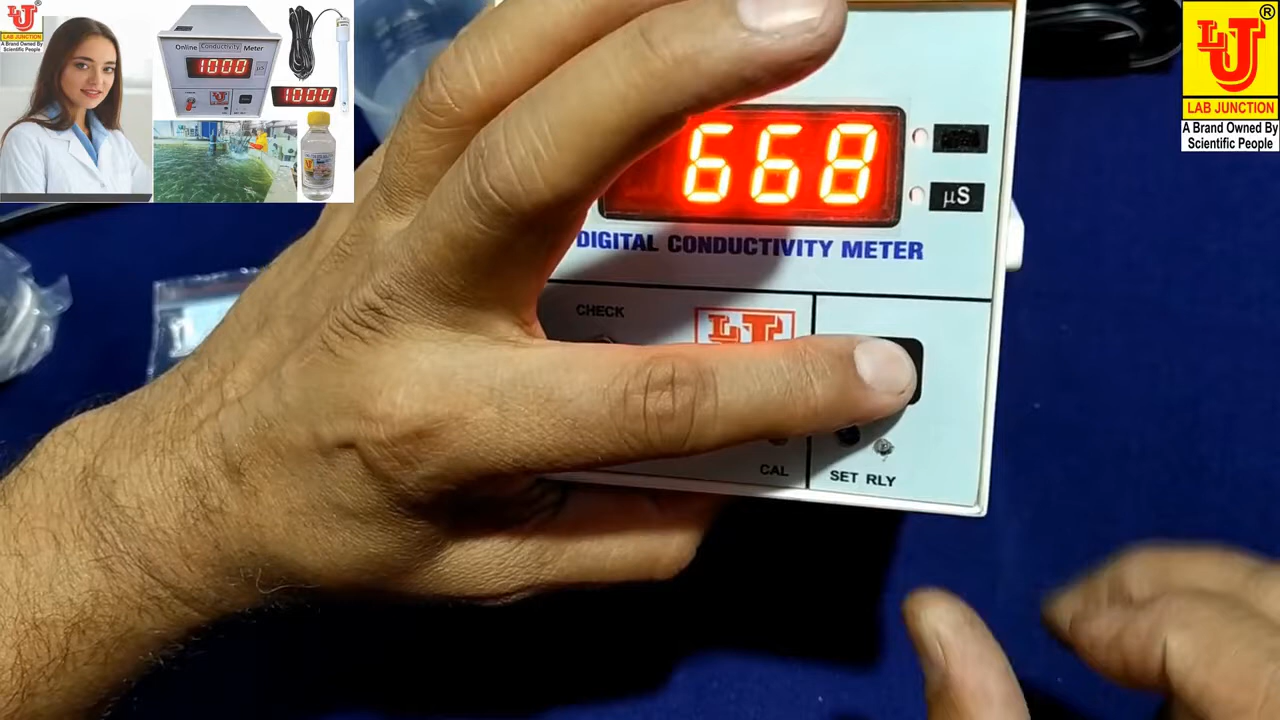 LJ
LAB JUNCTION
A Brand Owned By
Scientific People
Online Conductivity Meter
1000
µS
1000
668
µS
DIGITAL CONDUCTIVITY METER
CHECK
LJ
CAL
SET RLY
LJ
®
LAB JUNCTION
A Brand Owned By
Scientific People